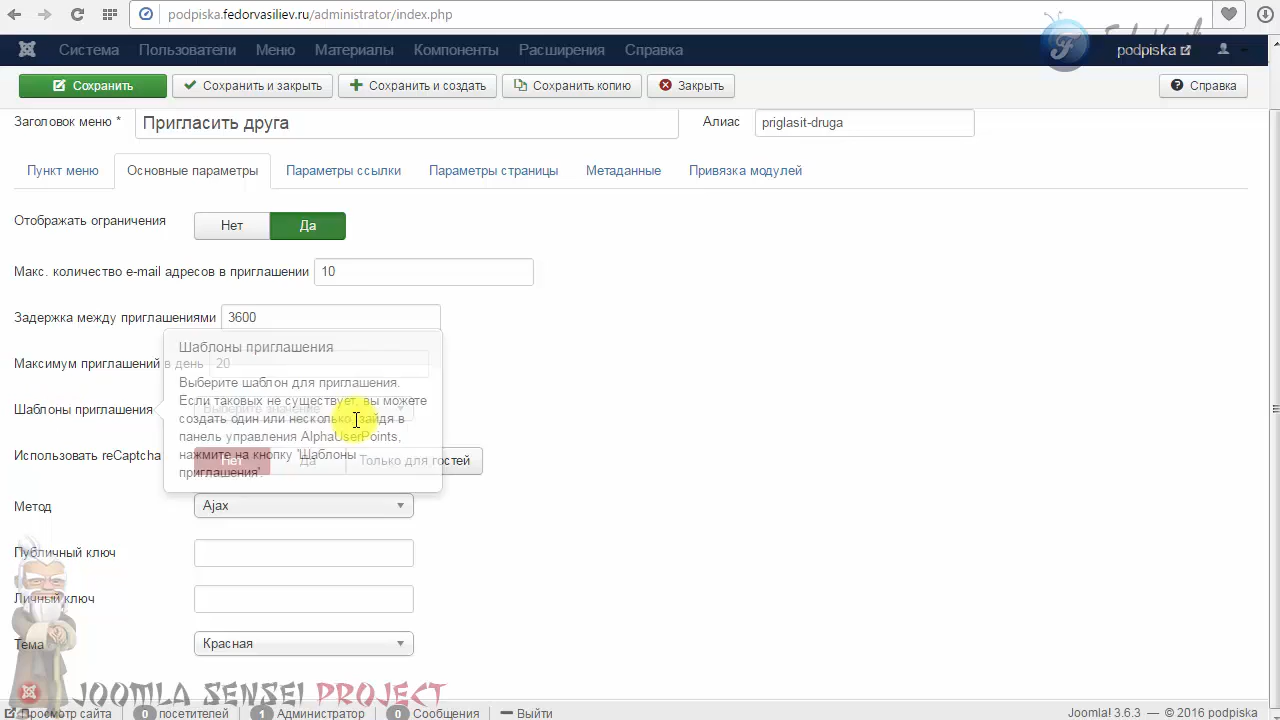 podpiska.fedorvasiliev.ru/administrator/index.php
Система Пользователи Меню Материалы Компоненты Расширения Справка podpiska
Сохранить Сохранить и закрыть Сохранить и создать Сохранить копию Закрыть Справка
Заголовок меню * Пригласить друга Алиас priglasit-druga
Пункт меню Основные параметры Параметры ссылки Параметры страницы Метаданные Привязка модулей
Отображать ограничения Нет Да
Макс. количество e-mail адресов в приглашении 10
Задержка между приглашениями 3600
Максимум приглашений в день 20
Шаблоны приглашения Выберите значение
Шаблоны приглашения
Выберите шаблон для приглашения.
Если таковых не существует, вы можете
создать один или несколько, зайдя в
панель управления AlphaUserPoints,
нажмите на кнопку 'Шаблоны
приглашения'.
Использовать reCaptcha Нет Да Только для гостей
Метод Ajax
Публичный ключ
Личный ключ
Тема Красная
JOOMLA SENSEI PROJECT
Просмотр сайта 0 посетителей 1 Администратор 0 Сообщения Выйти Joomla! 3.6.3 — © 2016 podpiska